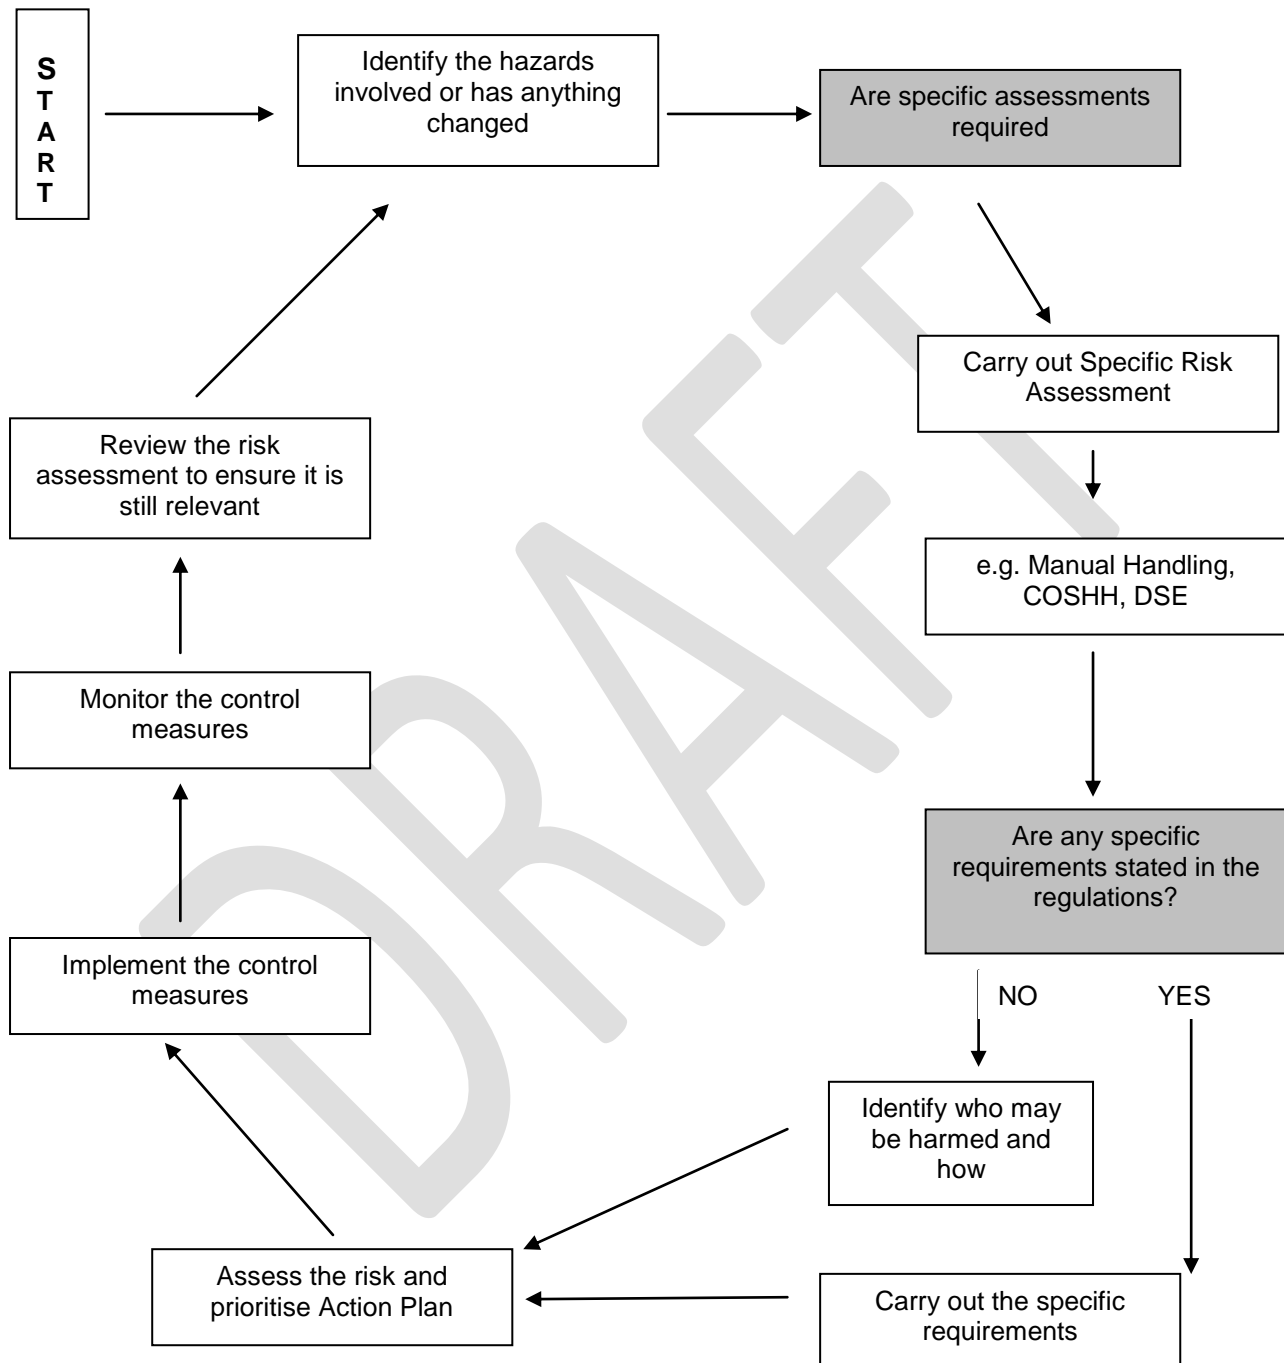 START
Identify the hazards
involved or has anything
changed
Are specific assessments
required
Carry out Specific Risk
Assessment
Review the risk
assessment to ensure it is
still relevant
e.g. Manual Handling,
COSHH, DSE
Monitor the control
measures
Are any specific
requirements stated in the
regulations?
Implement the control
measures
NO
YES
Identify who may
be harmed and
how
Assess the risk and
prioritise Action Plan
Carry out the specific
requirements
DRAFT